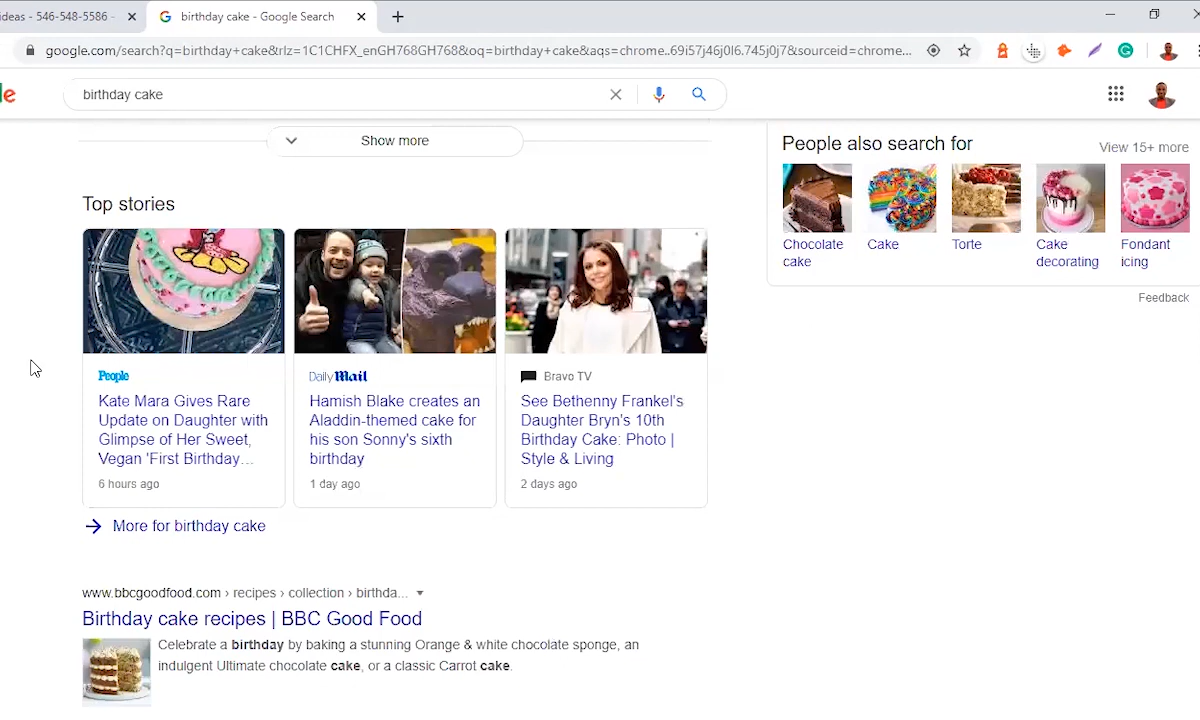 ideas - 546-548-5586 -
birthday cake - Google Search
google.com/search?q=birthday+cake&rlz=1C1CHFX_enGH768GH768&oq=birthday+cake&aqs=chrome..69i57j46j0l6.745j0j7&sourceid=chrome...
le
birthday cake
Show more
People also search for
View 15+ more
Chocolate
cake
Cake
Torte
Cake
decorating
Fondant
icing
Feedback
Top stories
People
Kate Mara Gives Rare
Update on Daughter with
Glimpse of Her Sweet,
Vegan 'First Birthday...
6 hours ago
Daily Mail
Hamish Blake creates an
Aladdin-themed cake for
his son Sonny's sixth
birthday
1 day ago
Bravo TV
See Bethenny Frankel's
Daughter Bryn's 10th
Birthday Cake: Photo |
Style & Living
2 days ago
More for birthday cake
www.bbcgoodfood.com › recipes › collection › birthda...
Birthday cake recipes | BBC Good Food
Celebrate a birthday by baking a stunning Orange & white chocolate sponge, an
indulgent Ultimate chocolate cake, or a classic Carrot cake.